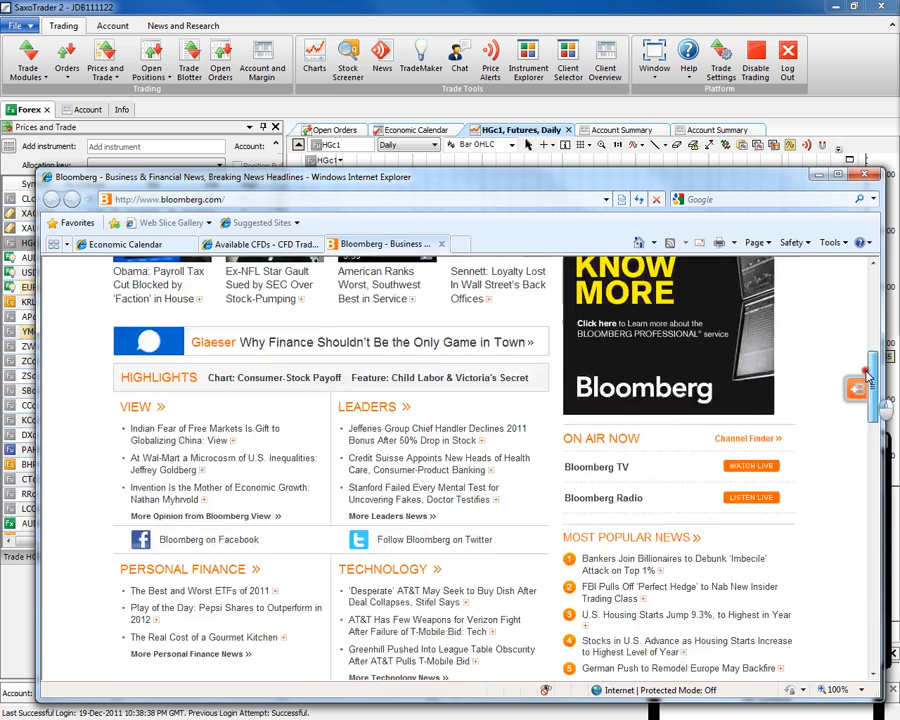 SaxoTrader 2 - JDB111122
File
Trading
Account
News and Research
Trade Modules
Orders
Prices and Trade
Open Positions
Trade Blotter
Open Orders
Account and Margin
Charts
Stock Screener
News
TradeMaker
Chat
Price Alerts
Instrument Explorer
Client Selector
Client Overview
Window
Help
Trade Settings
Disable Trading
Log Out
Trading
Trade Tools
Platform
Forex
Account
Info
Prices and Trade
Open Orders
Economic Calendar
HGc1, Futures, Daily
Account Summary
Account Summary
Add instrument:
Add instrument
Account:
HGc1
Daily
Bar OHLC
HGc1
Bloomberg - Business & Financial News, Breaking News Headlines - Windows Internet Explorer
http://www.bloomberg.com/
Google
Favorites
Web Slice Gallery
Suggested Sites
Economic Calendar
Available CFDs - CFD Trad...
Bloomberg - Business ...
Page
Safety
Tools
Obama: Payroll Tax
Cut Blocked by
'Faction' in House
Ex-NFL Star Gault
Sued by SEC Over
Stock-Pumping
American Ranks
Worst, Southwest
Best in Service
Sennett: Loyalty Lost
In Wall Street's Back
Offices
KNOW
MORE
Click here to Learn more about the
BLOOMBERG PROFESSIONAL service
Bloomberg
Glaeser Why Finance Shouldn't Be the Only Game in Town »
HIGHLIGHTS Chart: Consumer-Stock Payoff Feature: Child Labor & Victoria's Secret
VIEW »
Indian Fear of Free Markets Is Gift to
Globalizing China: View
At Wal-Mart a Microcosm of U.S. Inequalities:
Jeffrey Goldberg
Invention Is the Mother of Economic Growth:
Nathan Myhrvold
More Opinion from Bloomberg View »
LEADERS »
Jefferies Group Chief Handler Declines 2011
Bonus After 50% Drop in Stock
Credit Suisse Appoints New Heads of Health
Care, Consumer-Product Banking
Stanford Failed Every Mental Test for
Uncovering Fakes, Doctor Testifies
More Leaders News »
Bloomberg on Facebook
Follow Bloomberg on Twitter
PERSONAL FINANCE »
The Best and Worst ETFs of 2011
Play of the Day: Pepsi Shares to Outperform in
2012
The Real Cost of a Gourmet Kitchen
More Personal Finance News »
TECHNOLOGY »
'Desperate' AT&T May Seek to Buy Dish After
Deal Collapses, Stifel Says
AT&T Has Few Weapons for Verizon Fight
After Failure of T-Mobile Bid: Tech
Greenhill Pushed Into League Table Obscurity
After AT&T Pulls T-Mobile Bid
More Technology News »
ON AIR NOW
Channel Finder »
Bloomberg TV
WATCH LIVE
Bloomberg Radio
LISTEN LIVE
MOST POPULAR NEWS »
1 Bankers Join Billionaires to Debunk 'Imbecile'
Attack on Top 1%
2 FBI Pulls Off 'Perfect Hedge' to Nab New Insider
Trading Class
3 U.S. Housing Starts Jump 9.3%, to Highest in Year
4 Stocks in U.S. Advance as Housing Starts Increase
to Highest Level of Year
5 German Push to Remodel Europe May Backfire
Internet | Protected Mode: Off
100%
Account:
Last Successful Login: 19-Dec-2011 10:38:38 PM GMT. Previous Login Attempt: Successful.